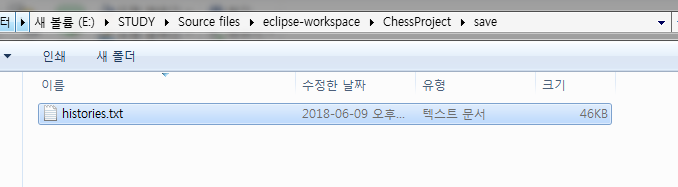 터 ▸ 새 볼륨 (E:) ▸ STUDY ▸ Source files ▸ eclipse-workspace ▸ ChessProject ▸ save
인쇄 새 폴더
이름 수정한 날짜 유형 크기
histories.txt 2018-06-09 오후... 텍스트 문서 46KB